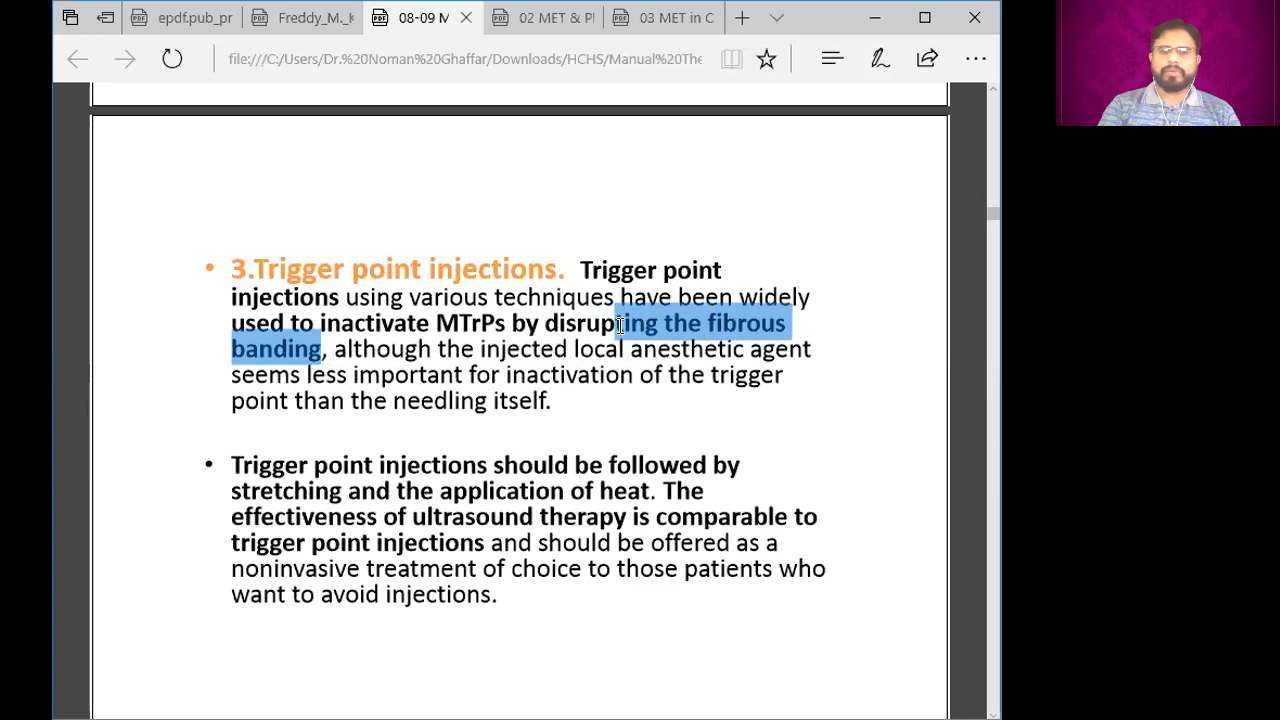 epdf.pub_pr
Freddy_M._K
08-09 M
02 MET & P
03 MET in C
file:///C:/Users/Dr.%20Noman%20Ghaffar/Downloads/HCHS/Manual%20The
• 3.Trigger point injections. Trigger point
injections using various techniques have been widely
used to inactivate MTrPs by disrupting the fibrous
banding, although the injected local anesthetic agent
seems less important for inactivation of the trigger
point than the needling itself.
• Trigger point injections should be followed by
stretching and the application of heat. The
effectiveness of ultrasound therapy is comparable to
trigger point injections and should be offered as a
noninvasive treatment of choice to those patients who
want to avoid injections.